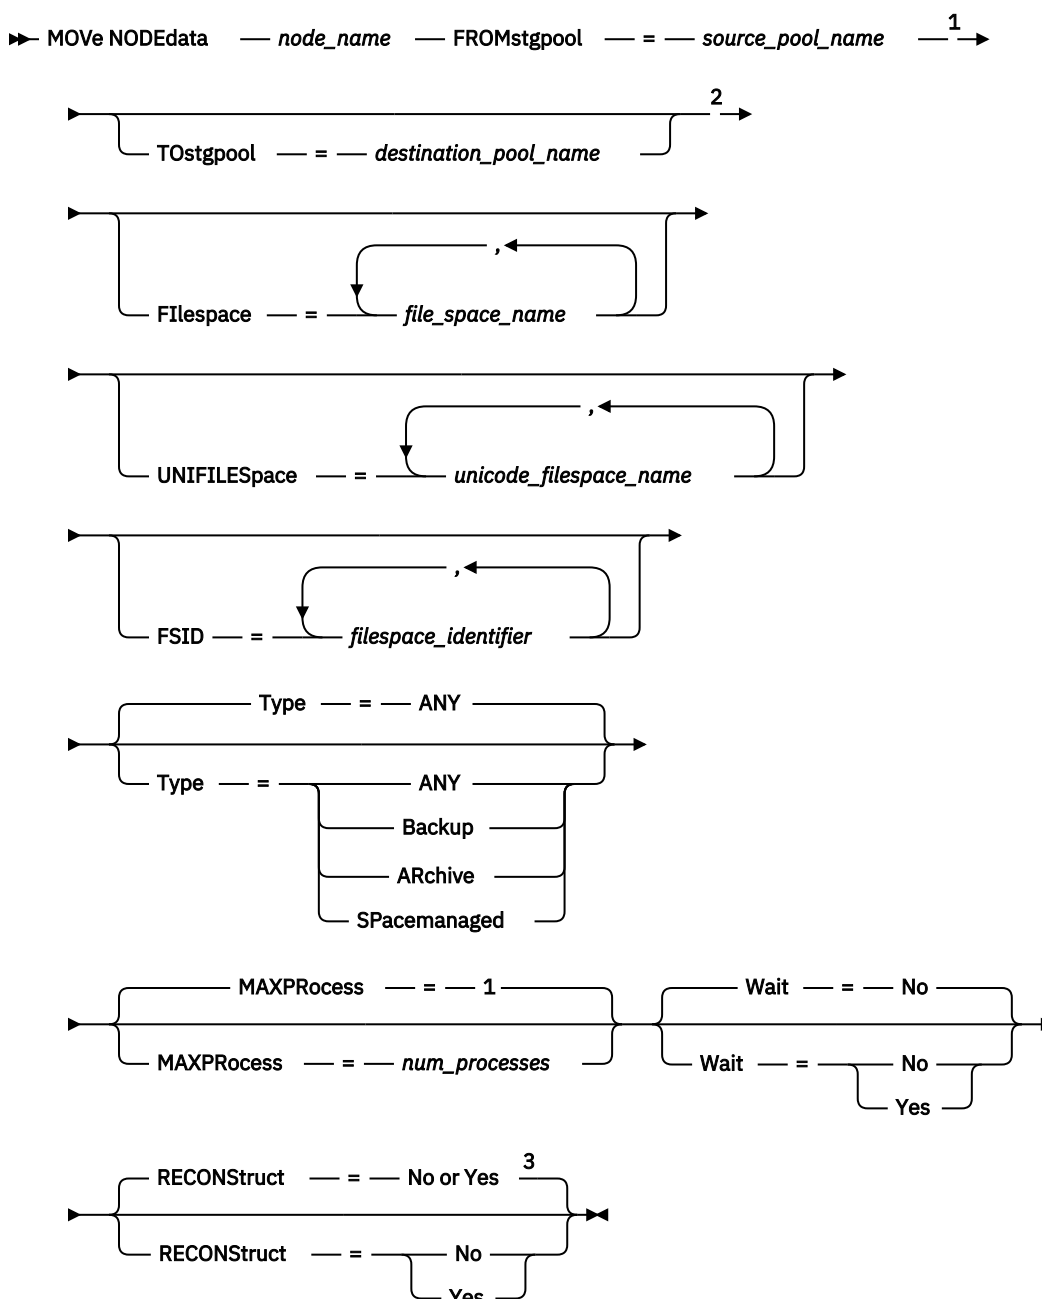 MOVe NODEdata node_name FROMstgpool = source_pool_name 1
2
TOstgpool = destination_pool_name
,
FIlespace = file_space_name
,
UNIFILESpace = unicode_filespace_name
,
FSID = filespace_identifier
Type = ANY
Type = ANY
Backup
ARchive
SPacemanaged
MAXPRocess = 1 Wait = No
MAXPRocess = num_processes Wait = No
Yes
RECONStruct = No or Yes 3
RECONStruct = No
Yes